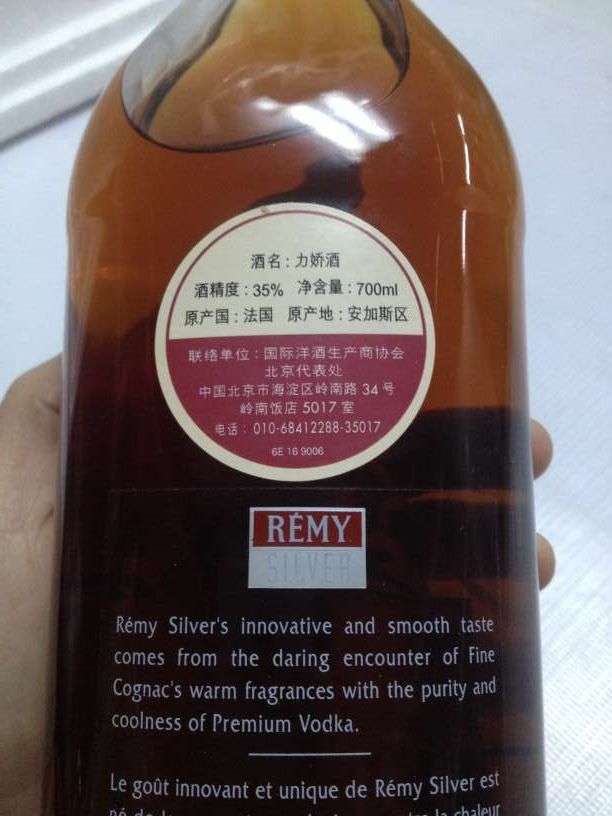 酒名：力娇酒
酒精度：35% 净含量：700ml
原产国：法国 原产地：安加斯区
联络单位：国际洋酒生产商协会
北京代表处
中国北京市海淀区岭南路 34 号
岭南饭店 5017 室
电话：010-68412288-35017
6E 16 9006
RÉMY
SILVER
Rémy Silver's innovative and smooth taste
comes from the daring encounter of Fine
Cognac's warm fragrances with the purity and
coolness of Premium Vodka.
Le goût innovant et unique de Rémy Silver est
né de la chaleur